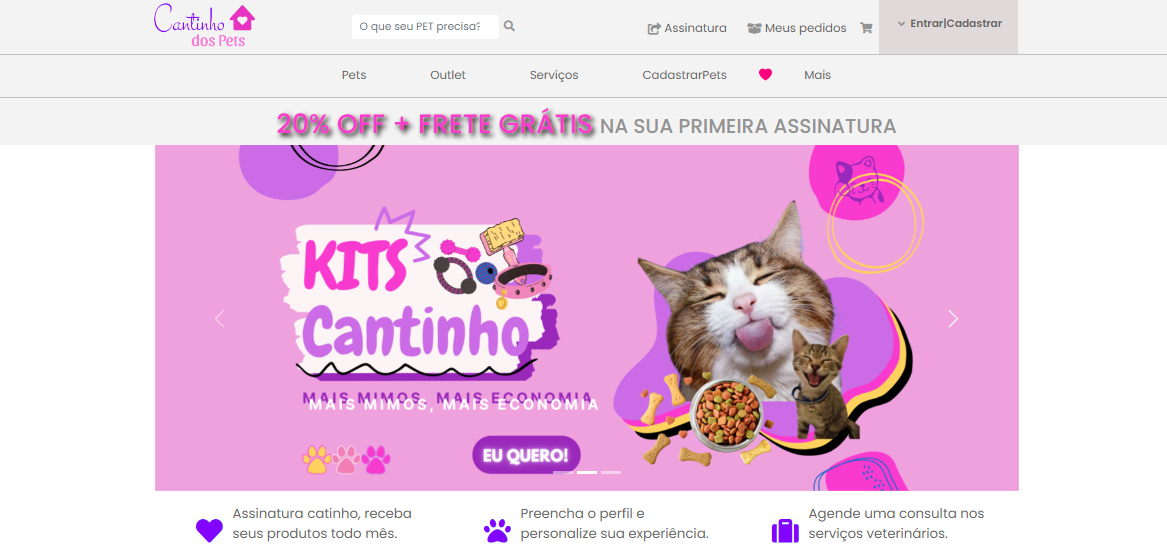 Cantinho
dos Pets
O que seu PET precisa?
Assinatura
Meus pedidos
Entrar|Cadastrar
Pets
Outlet
Serviços
CadastrarPets
Mais
20% OFF + FRETE GRÁTIS NA SUA PRIMEIRA ASSINATURA
KITS
Cantinho
MAIS MIMOS, MAIS ECONOMIA
EU QUERO!
Assinatura catinho, receba
seus produtos todo mês.
Preencha o perfil e
personalize sua experiência.
Agende uma consulta nos
serviços veterinários.